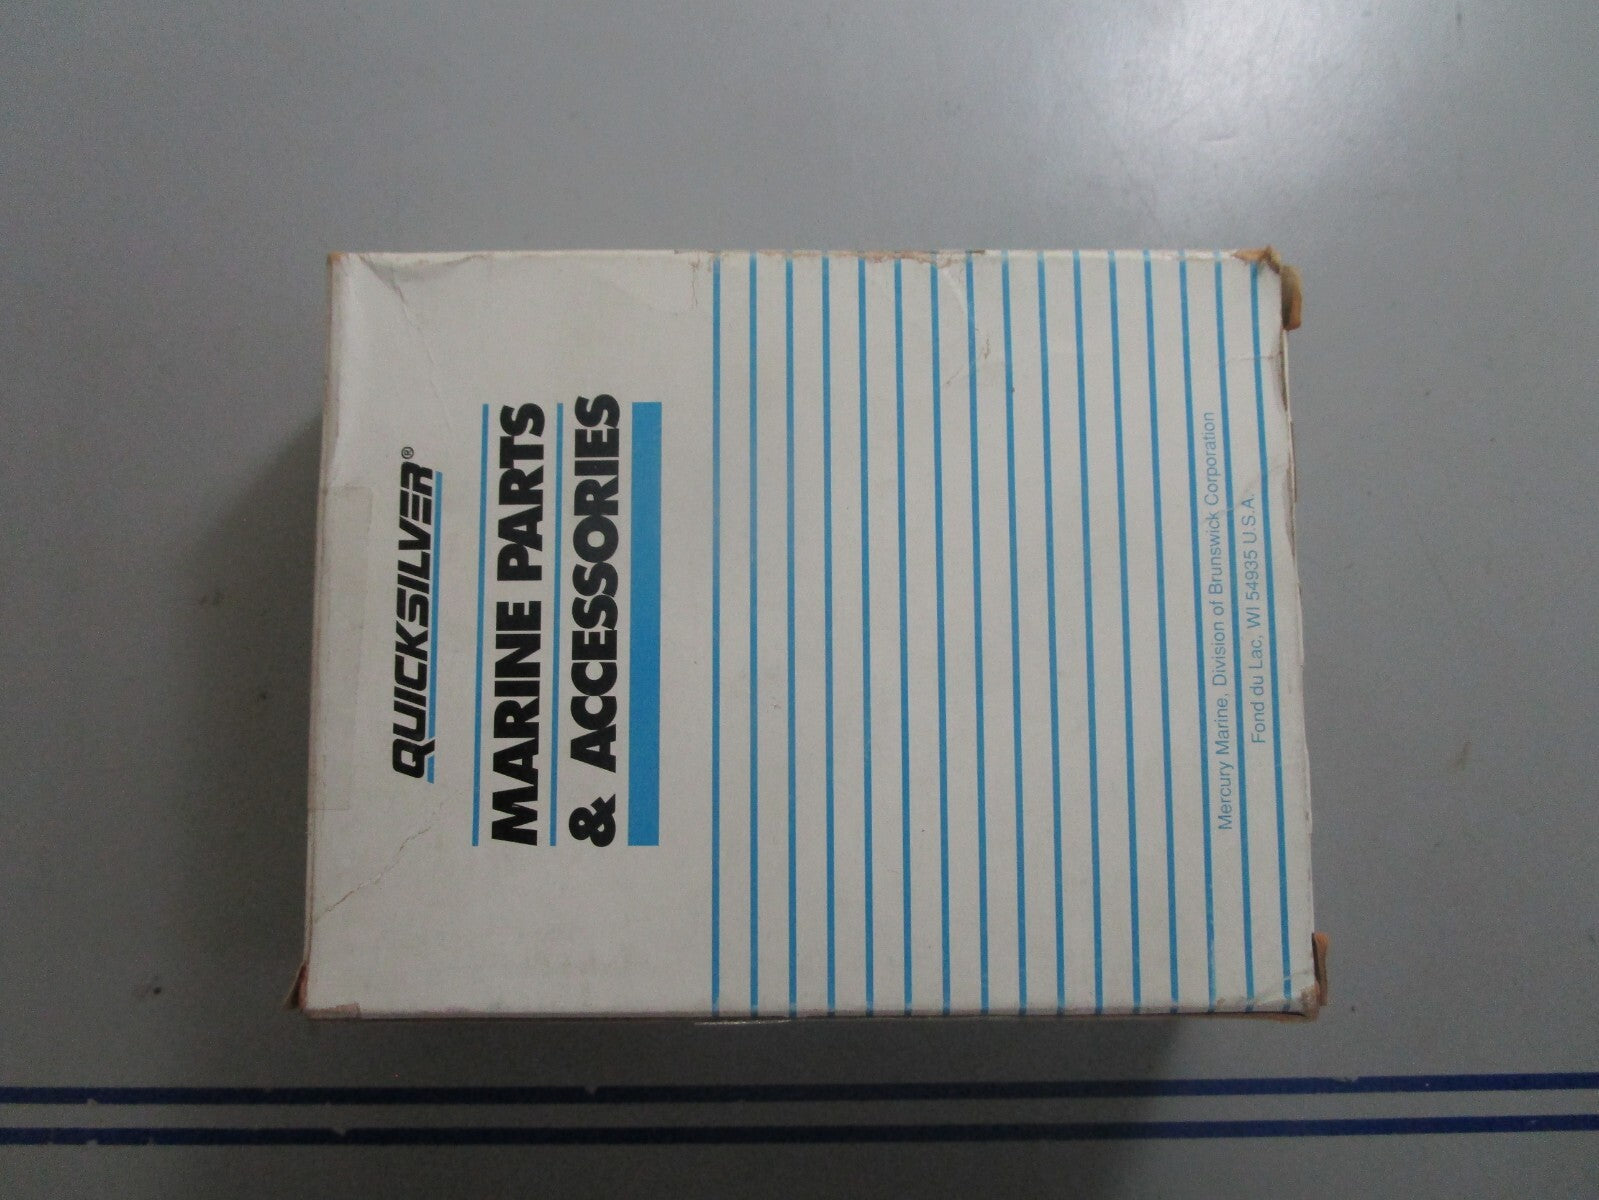 QUICKSILVER®
MARINE PARTS
& ACCESSORIES
Mercury Marine, Division of Brunswick Corporation
Fond du Lac, WI 54935 U.S.A.